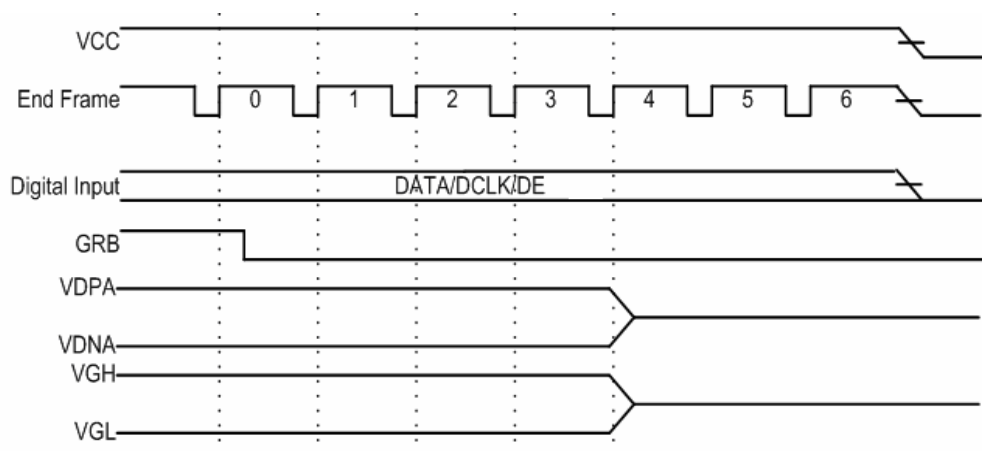 VCC
End Frame 0 1 2 3 4 5 6
Digital Input DATA/DCLK/DE
GRB
VDPA
VDNA
VGH
VGL